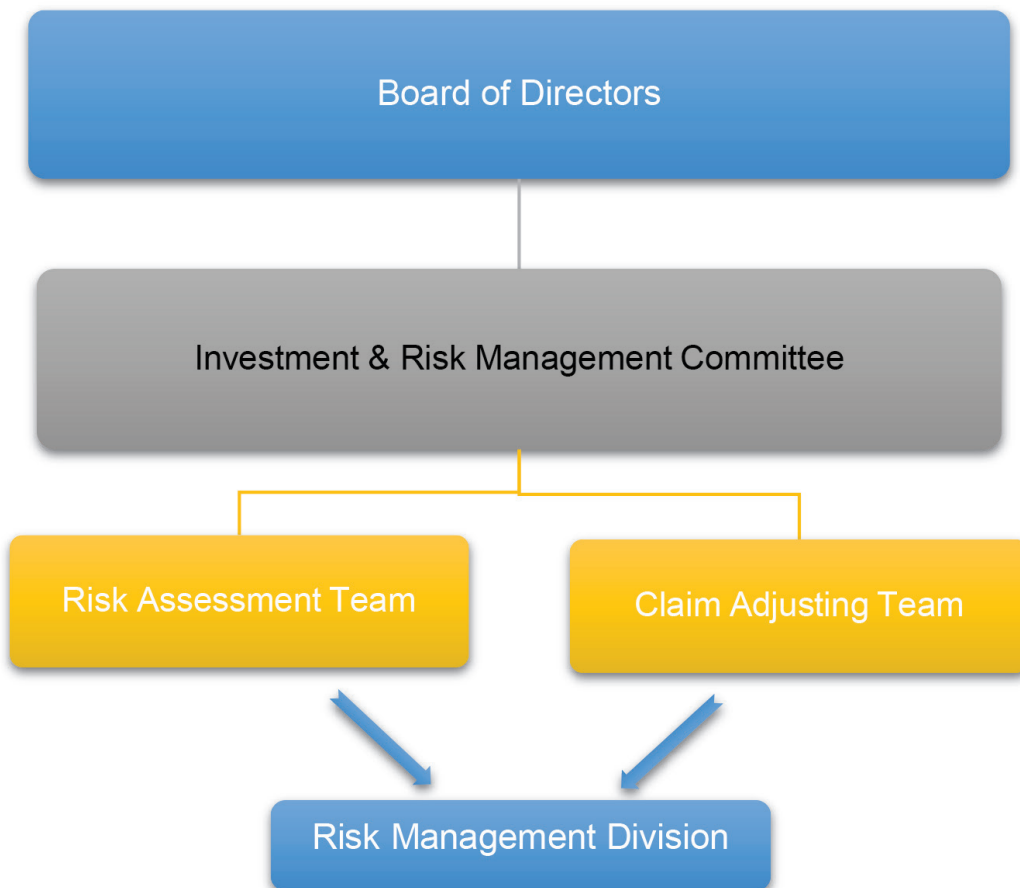 Board of Directors
Investment & Risk Management Committee
Risk Assessment Team
Claim Adjusting Team
Risk Management Division